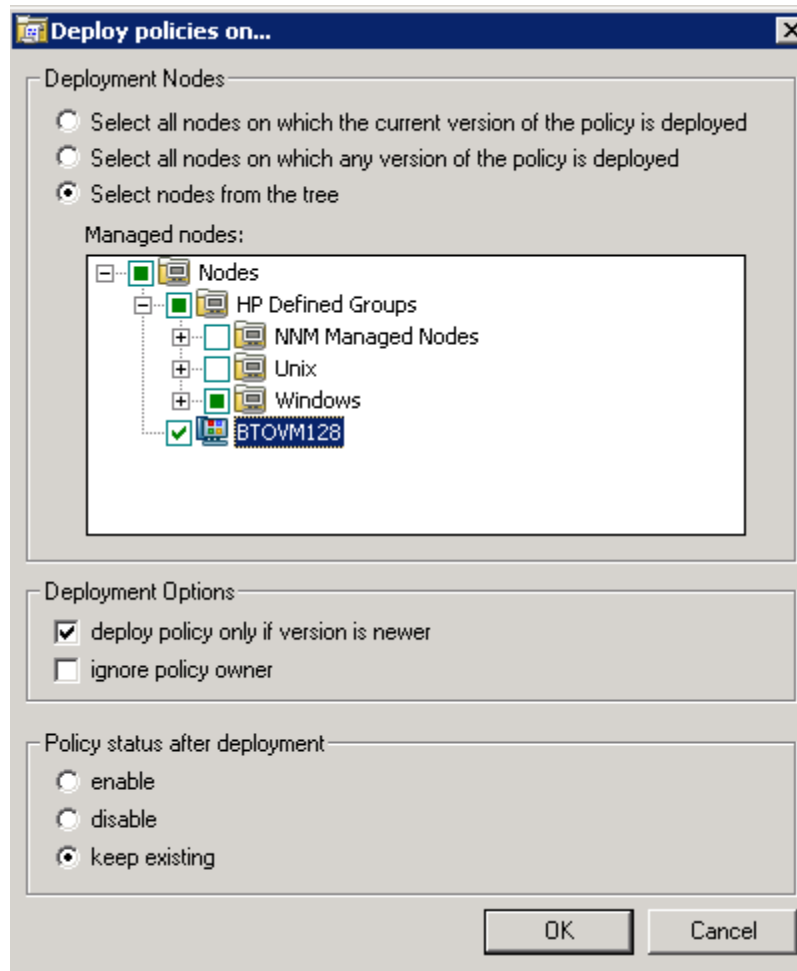 Deploy policies on...
Deployment Nodes
Select all nodes on which the current version of the policy is deployed
Select all nodes on which any version of the policy is deployed
Select nodes from the tree
Managed nodes:
Nodes
HP Defined Groups
NNM Managed Nodes
Unix
Windows
BTOVM128
Deployment Options
deploy policy only if version is newer
ignore policy owner
Policy status after deployment
enable
disable
keep existing
OK Cancel